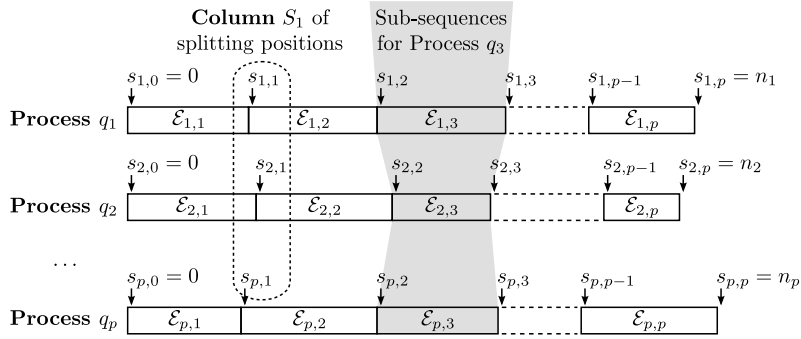 Column S₁ of
splitting positions
Sub-sequences
for Process q₃
s₁,₀ = 0 s₁,₁ s₁,₂ s₁,₃ s₁,ₚ₋₁ s₁,ₚ = n₁
Process q₁ ℰ₁,₁ ℰ₁,₂ ℰ₁,₃ ℰ₁,ₚ
s₂,₀ = 0 s₂,₁ s₂,₂ s₂,₃ s₂,ₚ₋₁ s₂,ₚ = n₂
Process q₂ ℰ₂,₁ ℰ₂,₂ ℰ₂,₃ ℰ₂,ₚ
...
sₚ,₀ = 0 sₚ,₁ sₚ,₂ sₚ,₃ sₚ,ₚ₋₁ sₚ,ₚ = nₚ
Process qₚ ℰₚ,₁ ℰₚ,₂ ℰₚ,₃ ℰₚ,ₚ